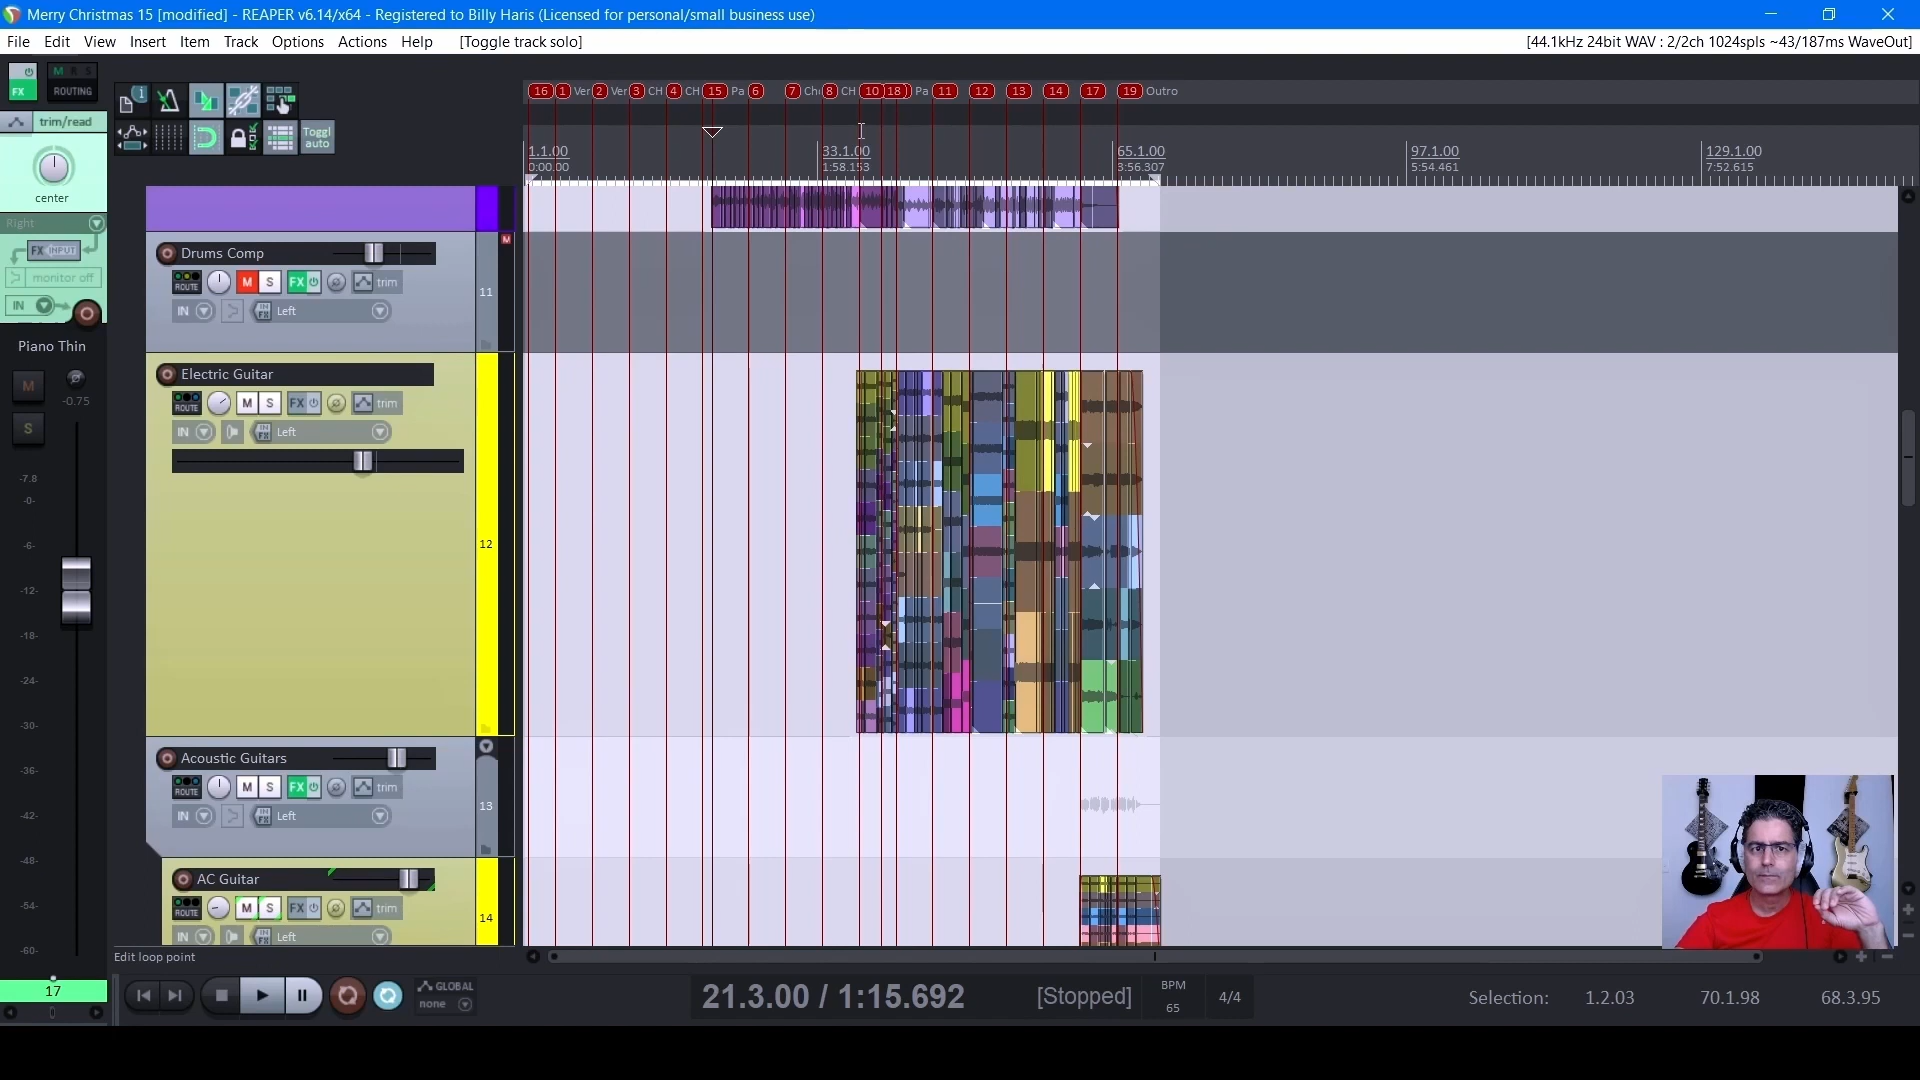 Merry Christmas 15 [modified] - REAPER v6.14/x64 - Registered to Billy Haris (Licensed for personal/small business use)
File Edit View Insert Item Track Options Actions Help [Toggle track solo] [44.1kHz 24bit WAV : 2/2ch 1024spls ~43/187ms WaveOut]
FX M R S ROUTING
16 1 Ver 2 Ver 3 CH 4 CH 15 Pa 6 7 Ch 8 CH 10 18 Pa 11 12 13 14 17 19 Outro
trim/read
Toggl
auto
1.1.00 33.1.00 65.1.00 97.1.00 129.1.00
0:00.00 1:58.153 3:56.307 5:54.461 7:52.615
center
Right
FX INPUT
monitor off
IN
Piano Thin
M -0.75
S
-7.8
-0-
-6-
-12-
-18-
-24-
-30-
-36-
-42-
-48-
-54-
-60-
17
Drums Comp M
ROUTE M S FX trim 11
IN IN FX Left
Electric Guitar
ROUTE M S FX trim
IN IN FX Left
12
Acoustic Guitars
ROUTE M S FX trim 13
IN IN FX Left
AC Guitar
ROUTE M S FX trim 14
IN IN FX Left
Edit loop point
GLOBAL
none
21.3.00 / 1:15.692 [Stopped] BPM 65 4/4 Selection: 1.2.03 70.1.98 68.3.95